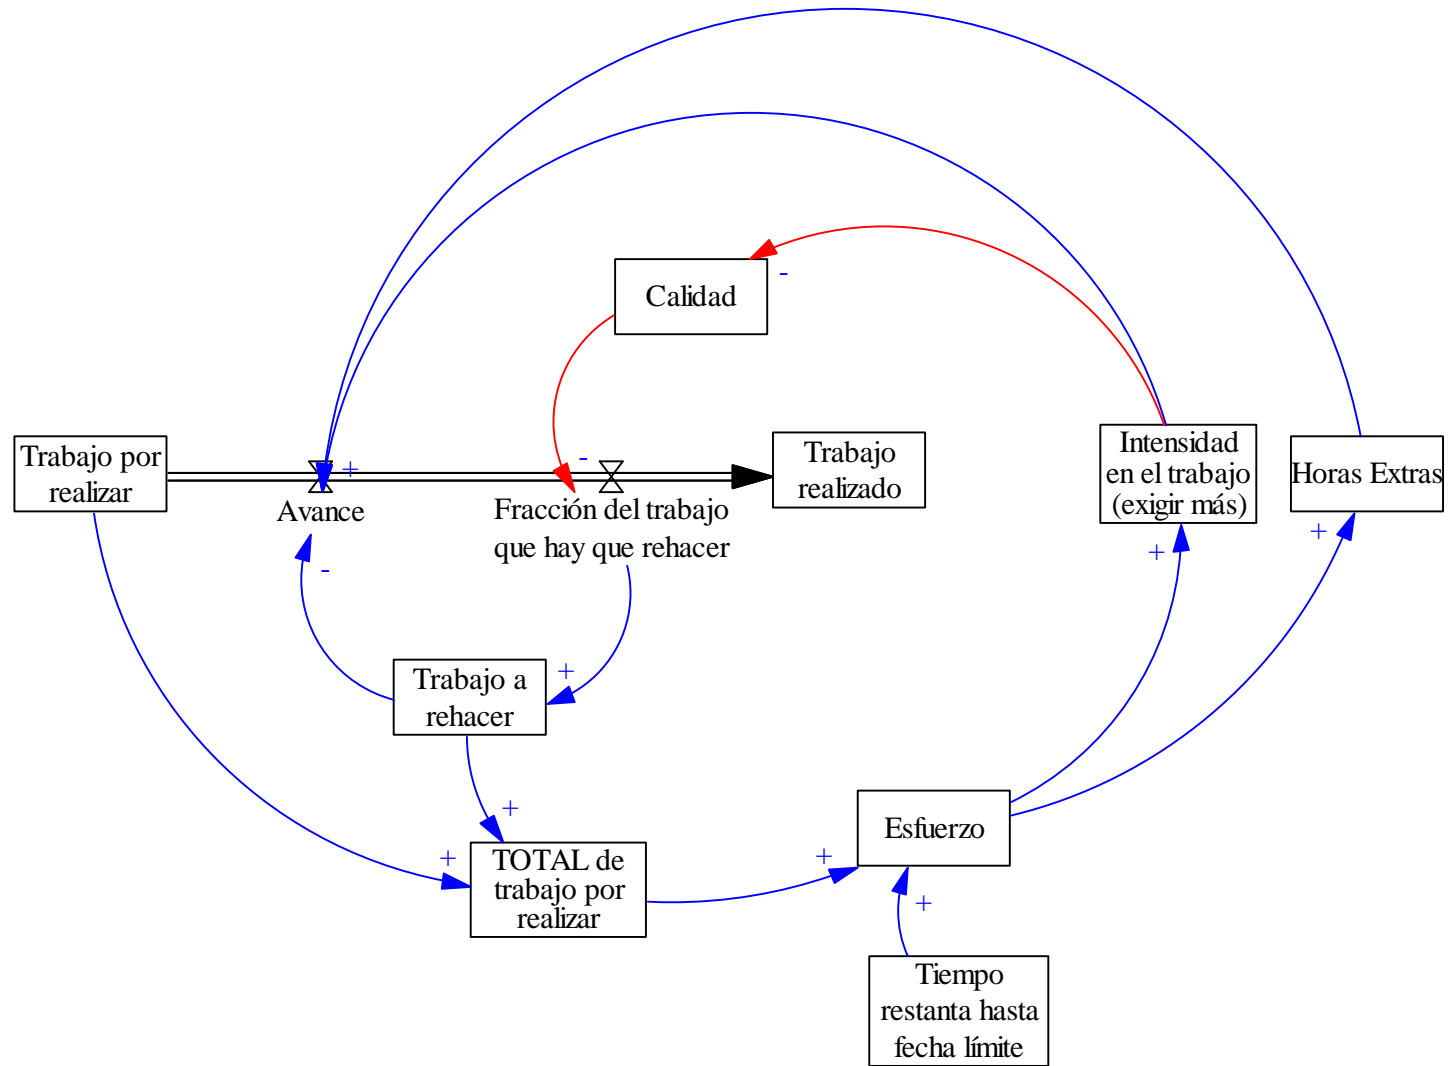 Calidad
-
Trabajo por
realizar
+
Avance
-
Fracción del trabajo
que hay que rehacer
Trabajo
realizado
Intensidad
en el trabajo
(exigir más)
+
Horas Extras
+
-
Trabajo a
rehacer
+
+
+
TOTAL de
trabajo por
realizar
+
Esfuerzo
+
Tiempo
restanta hasta
fecha límite